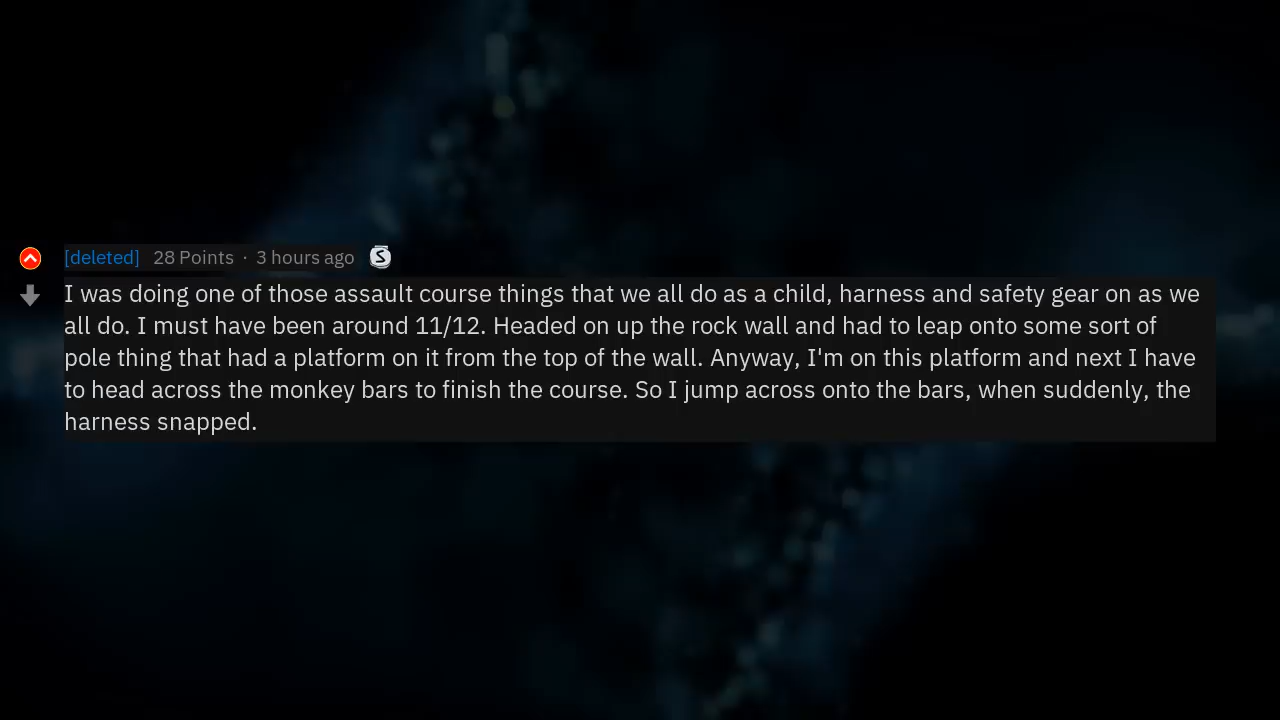 [deleted] 28 Points · 3 hours ago S
I was doing one of those assault course things that we all do as a child, harness and safety gear on as we
all do. I must have been around 11/12. Headed on up the rock wall and had to leap onto some sort of
pole thing that had a platform on it from the top of the wall. Anyway, I'm on this platform and next I have
to head across the monkey bars to finish the course. So I jump across onto the bars, when suddenly, the
harness snapped.